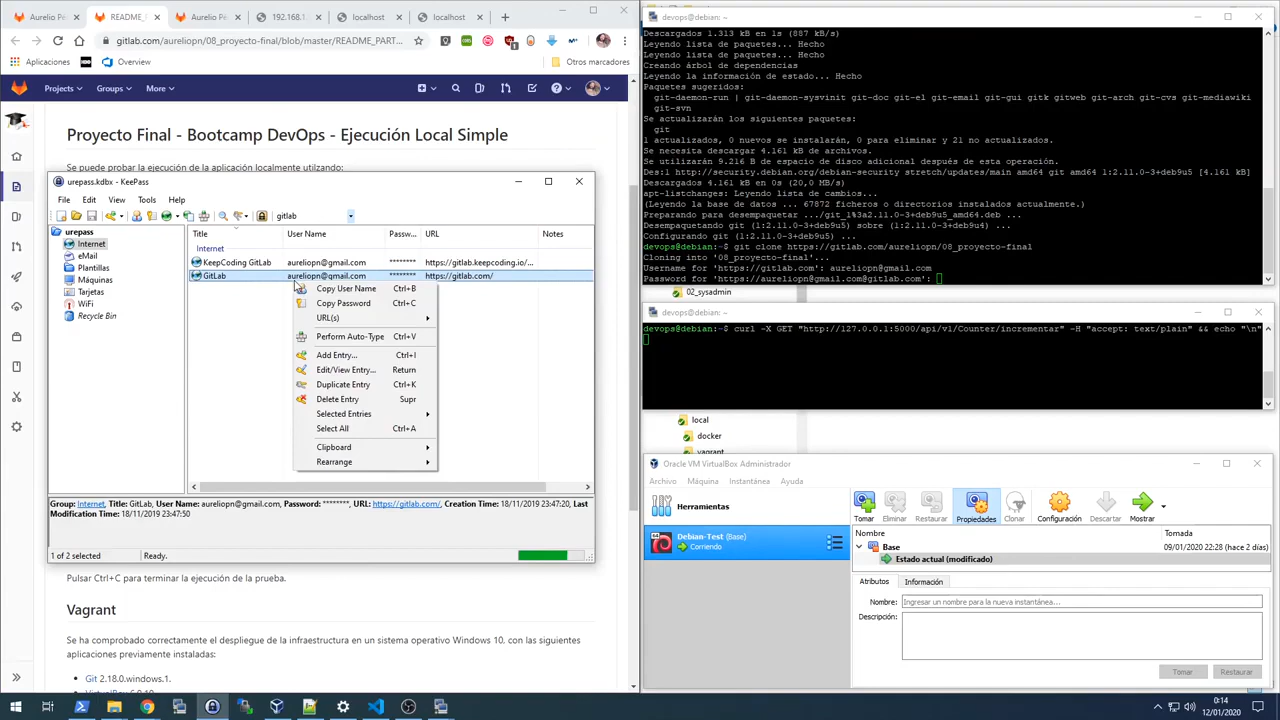 Aurelio Pé
README_
Aurelio Pé
192.168.1
localhost
localhost
gitlab.com/aureliopn/08_proyecto-final/blob/master/README_PART...
Aplicaciones
Overview
Otros marcadores
Projects
Groups
More
Proyecto Final - Bootcamp DevOps - Ejecución Local Simple
Se puede probar la ejecución de la aplicación localmente utilizando:
urepass.kdbx - KeePass
File
Edit
View
Tools
Help
gitlab
urepass
Internet
eMail
Plantillas
Máquinas
Tarjetas
WiFi
Recycle Bin
Title
User Name
Passw...
URL
Notes
Internet
KeepCoding GitLab
aureliopn@gmail.com
********
https://gitlab.keepcoding.io/...
GitLab
aureliopn@gmail.com
********
https://gitlab.com/
Copy User Name Ctrl+B
Copy Password Ctrl+C
URL(s)
Perform Auto-Type Ctrl+V
Add Entry... Ctrl+I
Edit/View Entry... Return
Duplicate Entry Ctrl+K
Delete Entry Supr
Selected Entries
Select All Ctrl+A
Clipboard
Rearrange
Group: Internet, Title: GitLab, User Name: aureliopn@gmail.com, Password: ********, URL: https://gitlab.com/, Creation Time: 18/11/2019 23:47:20, Last
Modification Time: 18/11/2019 23:47:50
1 of 2 selected
Ready.
Pulsar Ctrl+C para terminar la ejecución de la prueba.
Vagrant
Se ha comprobado correctamente el despliegue de la infraestructura en un sistema operativo Windows 10, con las siguientes
aplicaciones previamente instaladas:
Git 2.18.0.windows.1.
devops@debian: ~
Descargados 1.313 kB en 1s (887 kB/s)
Leyendo lista de paquetes... Hecho
Leyendo lista de paquetes... Hecho
Creando árbol de dependencias
Leyendo la información de estado... Hecho
Paquetes sugeridos:
git-daemon-run | git-daemon-sysvinit git-doc git-el git-email git-gui gitk gitweb git-arch git-cvs git-mediawiki
git-svn
Se actualizarán los siguientes paquetes:
git
1 actualizados, 0 nuevos se instalarán, 0 para eliminar y 21 no actualizados.
Se necesita descargar 4.161 kB de archivos.
Se utilizarán 9.216 B de espacio de disco adicional después de esta operación.
Des:1 http://security.debian.org/debian-security stretch/updates/main amd64 git amd64 1:2.11.0-3+deb9u5 [4.161 kB]
Descargados 4.161 kB en 0s (20,0 MB/s)
apt-listchanges: Leyendo lista de cambios...
(Leyendo la base de datos ... 67872 ficheros o directorios instalados actualmente.)
Preparando para desempaquetar .../git_1%3a2.11.0-3+deb9u5_amd64.deb ...
Desempaquetando git (1:2.11.0-3+deb9u5) sobre (1:2.11.0-3+deb9u4) ...
Configurando git (1:2.11.0-3+deb9u5) ...
devops@debian:~$ git clone https://gitlab.com/aureliopn/08_proyecto-final
Cloning into '08_proyecto-final'...
Username for 'https://gitlab.com': aureliopn@gmail.com
Password for 'https://aureliopn@gmail.com@gitlab.com':
02_sysadmin
devops@debian: ~
devops@debian:~$ curl -X GET "http://127.0.0.1:5000/api/v1/Counter/incrementar" -H "accept: text/plain" && echo "\n"
local
docker
vagrant
Oracle VM VirtualBox Administrador
Archivo
Máquina
Instantánea
Ayuda
Herramientas
Tomar
Eliminar
Restaurar
Propiedades
Clonar
Configuración
Descartar
Mostrar
Debian-Test (Base)
Corriendo
Nombre
Tomada
Base
09/01/2020 22:28 (hace 2 días)
Estado actual (modificado)
Atributos
Información
Nombre:
Ingresar un nombre para la nueva instantánea...
Descripción:
Tomar
Restaurar
0:14
12/01/2020